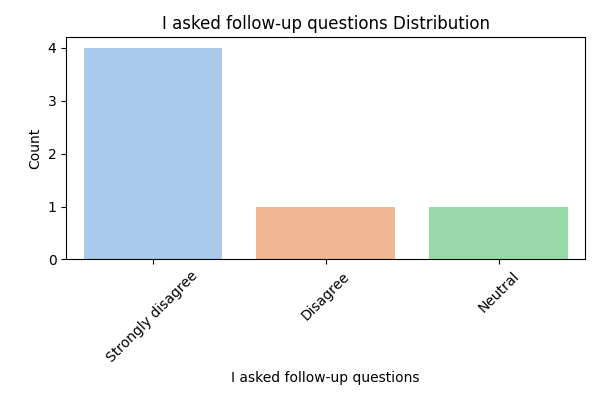 I asked follow-up questions Distribution
4
3
2
1
0
Count
Strongly disagree
Disagree
Neutral
I asked follow-up questions